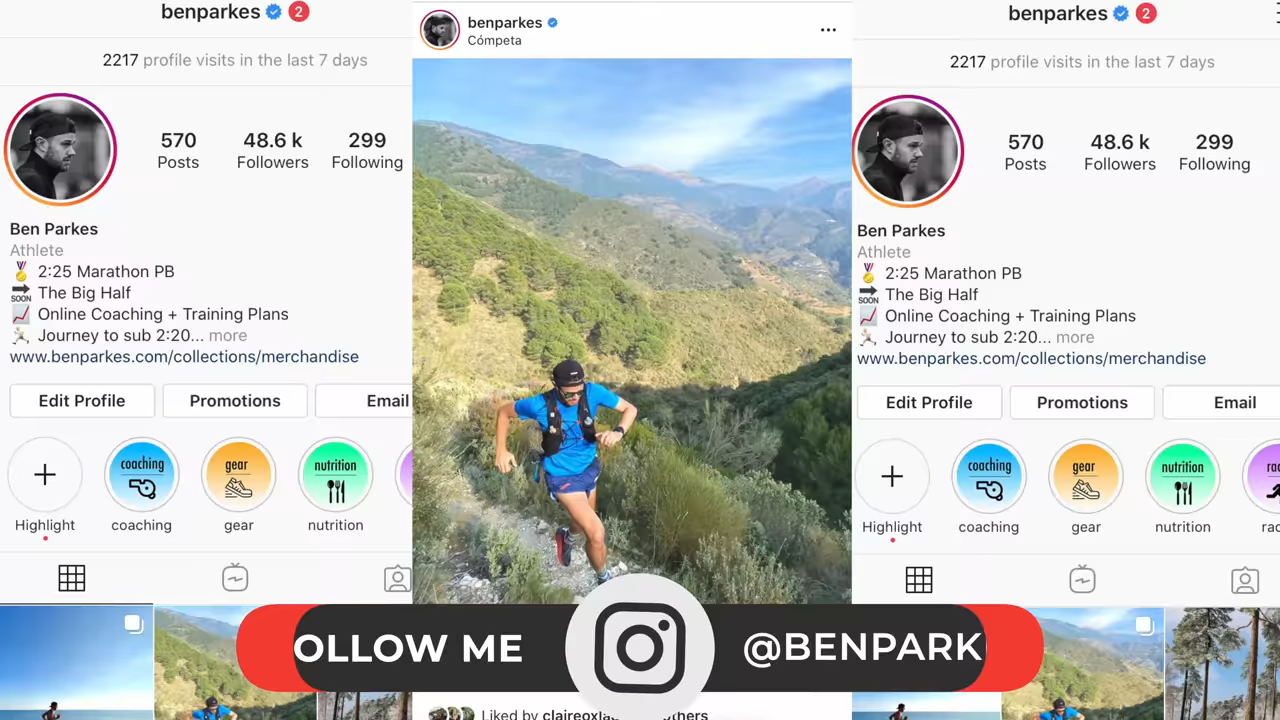 benparkes 2
2217 profile visits in the last 7 days
570 48.6 k 299
Posts Followers Following
Ben Parkes
Athlete
2:25 Marathon PB
SOON The Big Half
Online Coaching + Training Plans
Journey to sub 2:20... more
www.benparkes.com/collections/merchandise
Edit Profile Promotions Email
coaching gear nutrition
Highlight coaching gear nutrition
benparkes
Cómpeta
OLLOW ME
@BENPARK
Liked by
benparkes 2
2217 profile visits in the last 7 days
570 48.6 k 299
Posts Followers Following
Ben Parkes
Athlete
2:25 Marathon PB
SOON The Big Half
Online Coaching + Training Plans
Journey to sub 2:20... more
www.benparkes.com/collections/merchandise
Edit Profile Promotions Email
coaching gear nutrition
Highlight coaching gear nutrition